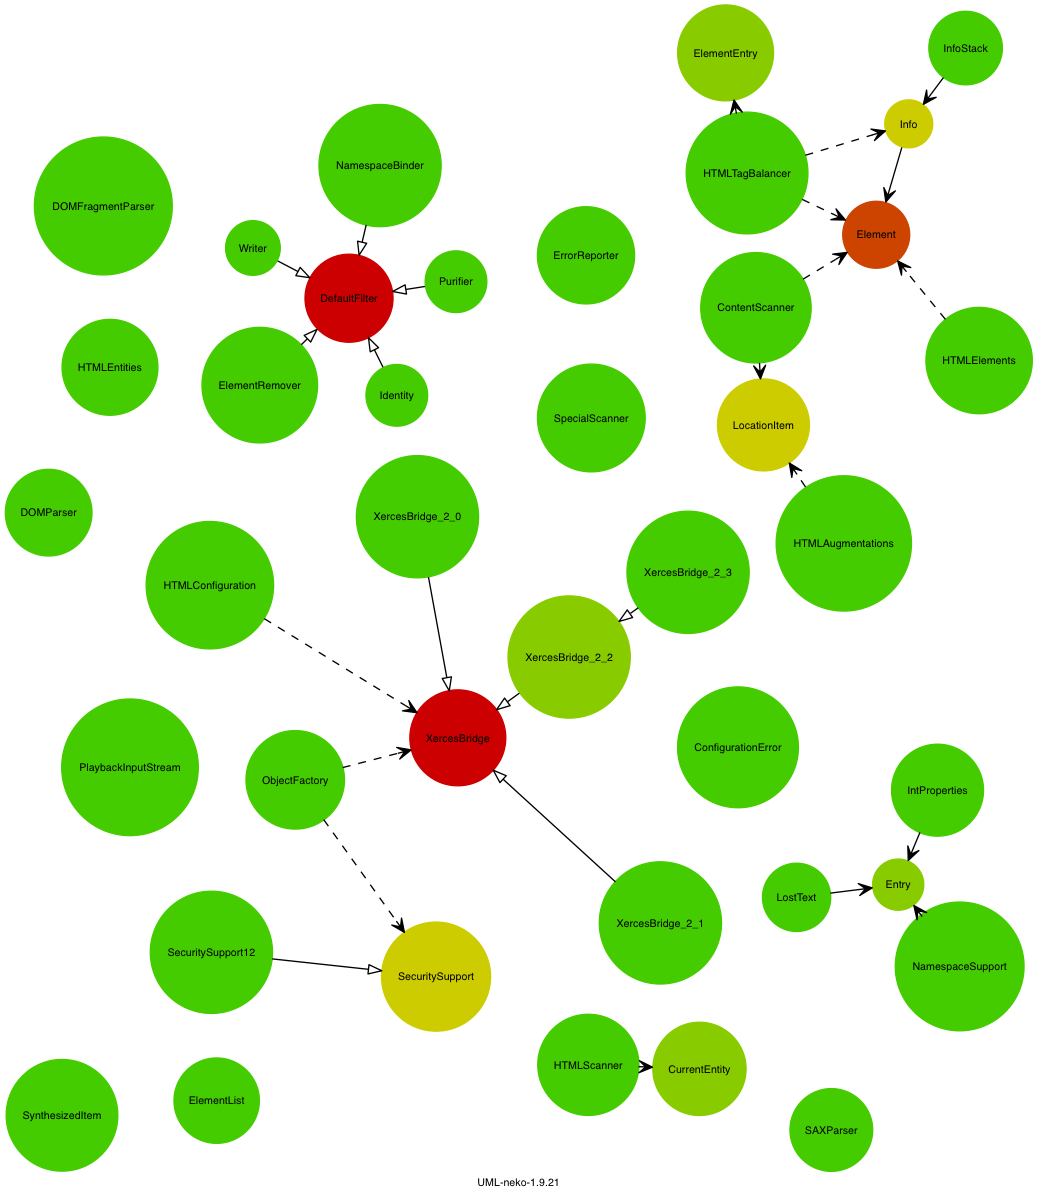 InfoStack
ElementEntry
Info
NamespaceBinder
HTMLTagBalancer
DOMFragmentParser
Element
Writer
ErrorReporter
Purifier
DefaultFilter
ContentScanner
HTMLElements
HTMLEntities
ElementRemover
Identity
SpecialScanner
LocationItem
DOMParser
XercesBridge_2_0
HTMLAugmentations
XercesBridge_2_3
HTMLConfiguration
XercesBridge_2_2
XercesBridge
ConfigurationError
PlaybackInputStream
ObjectFactory
IntProperties
Entry
LostText
XercesBridge_2_1
SecuritySupport12
NamespaceSupport
SecuritySupport
HTMLScanner
CurrentEntity
ElementList
SynthesizedItem
SAXParser
UML-neko-1.9.21